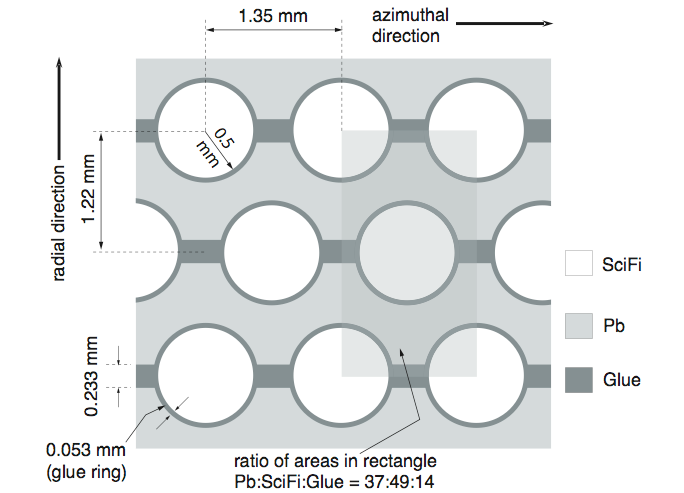 1.35 mm
azimuthal
direction
0.5
mm
1.22 mm
radial direction
SciFi
Pb
Glue
0.233 mm
0.053 mm
(glue ring)
ratio of areas in rectangle
Pb:SciFi:Glue = 37:49:14